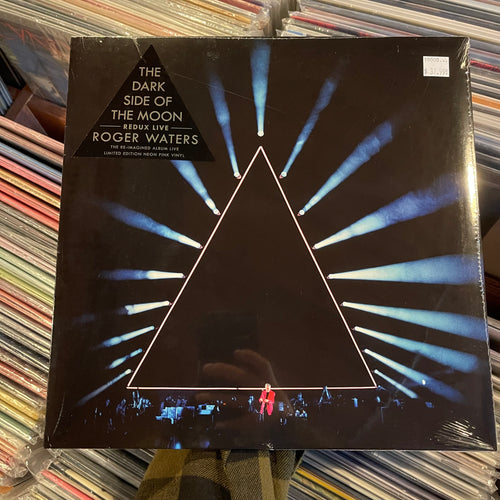 THE
DARK
SIDE OF
THE MOON
REDUX LIVE
ROGER WATERS
THE RE-IMAGINED ALBUM LIVE
LIMITED EDITION NEON PINK VINYL